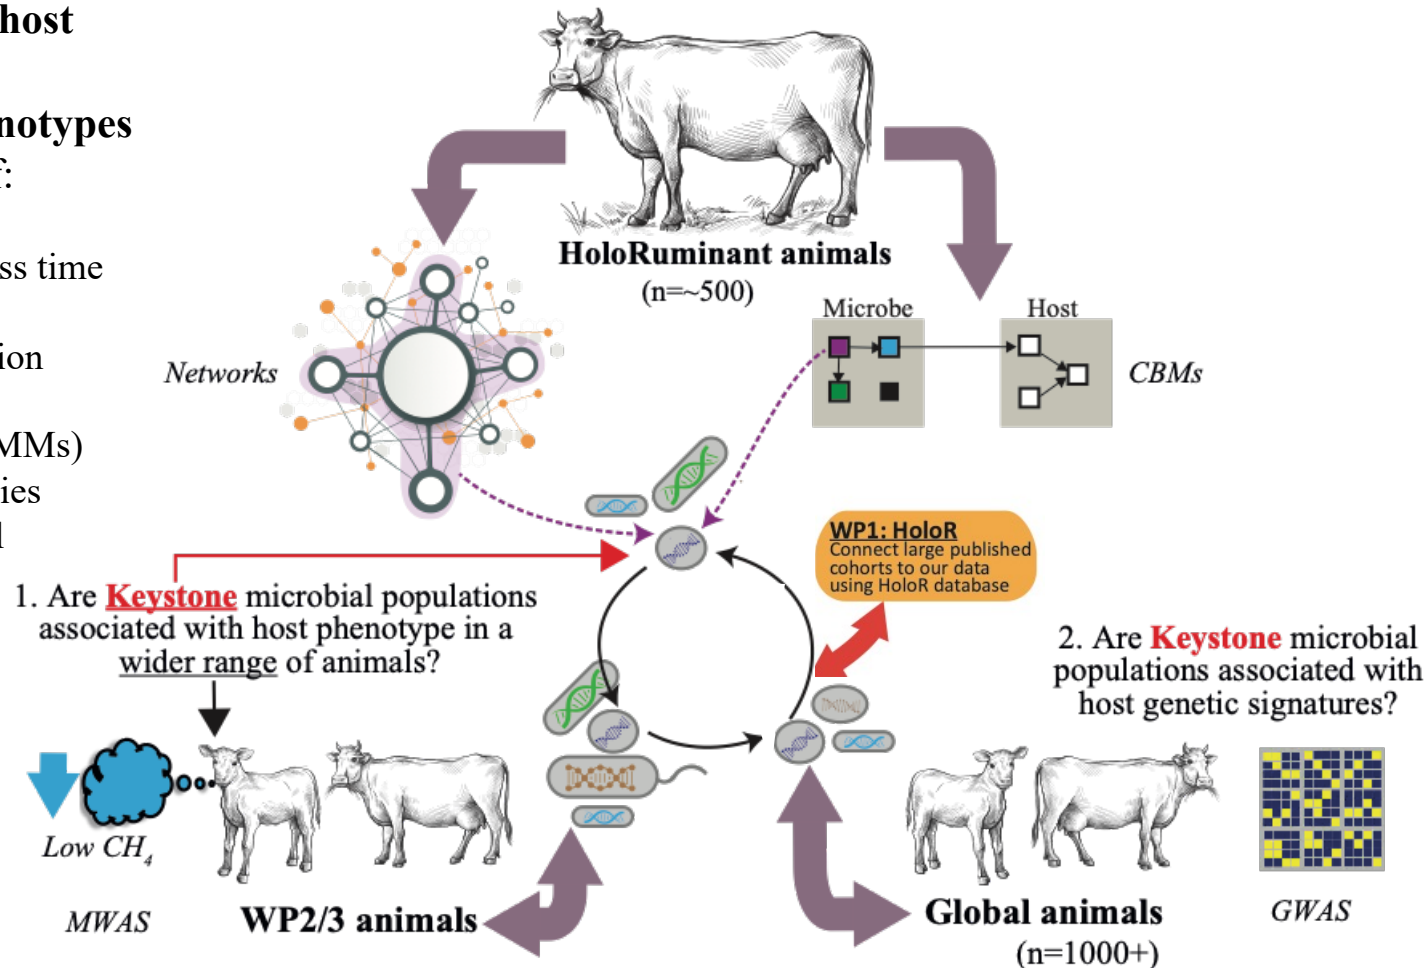 host
notypes
f:
ss time
ion
MMs)
ies
l
HoloRuminant animals
(n=~500)
Microbe
Host
Networks
CBMs
WP1: HoloR
Connect large published
cohorts to our data
using HoloR database
1. Are Keystone microbial populations
associated with host phenotype in a
wider range of animals?
2. Are Keystone microbial
populations associated with
host genetic signatures?
Low CH₄
MWAS
WP2/3 animals
Global animals
(n=1000+)
GWAS